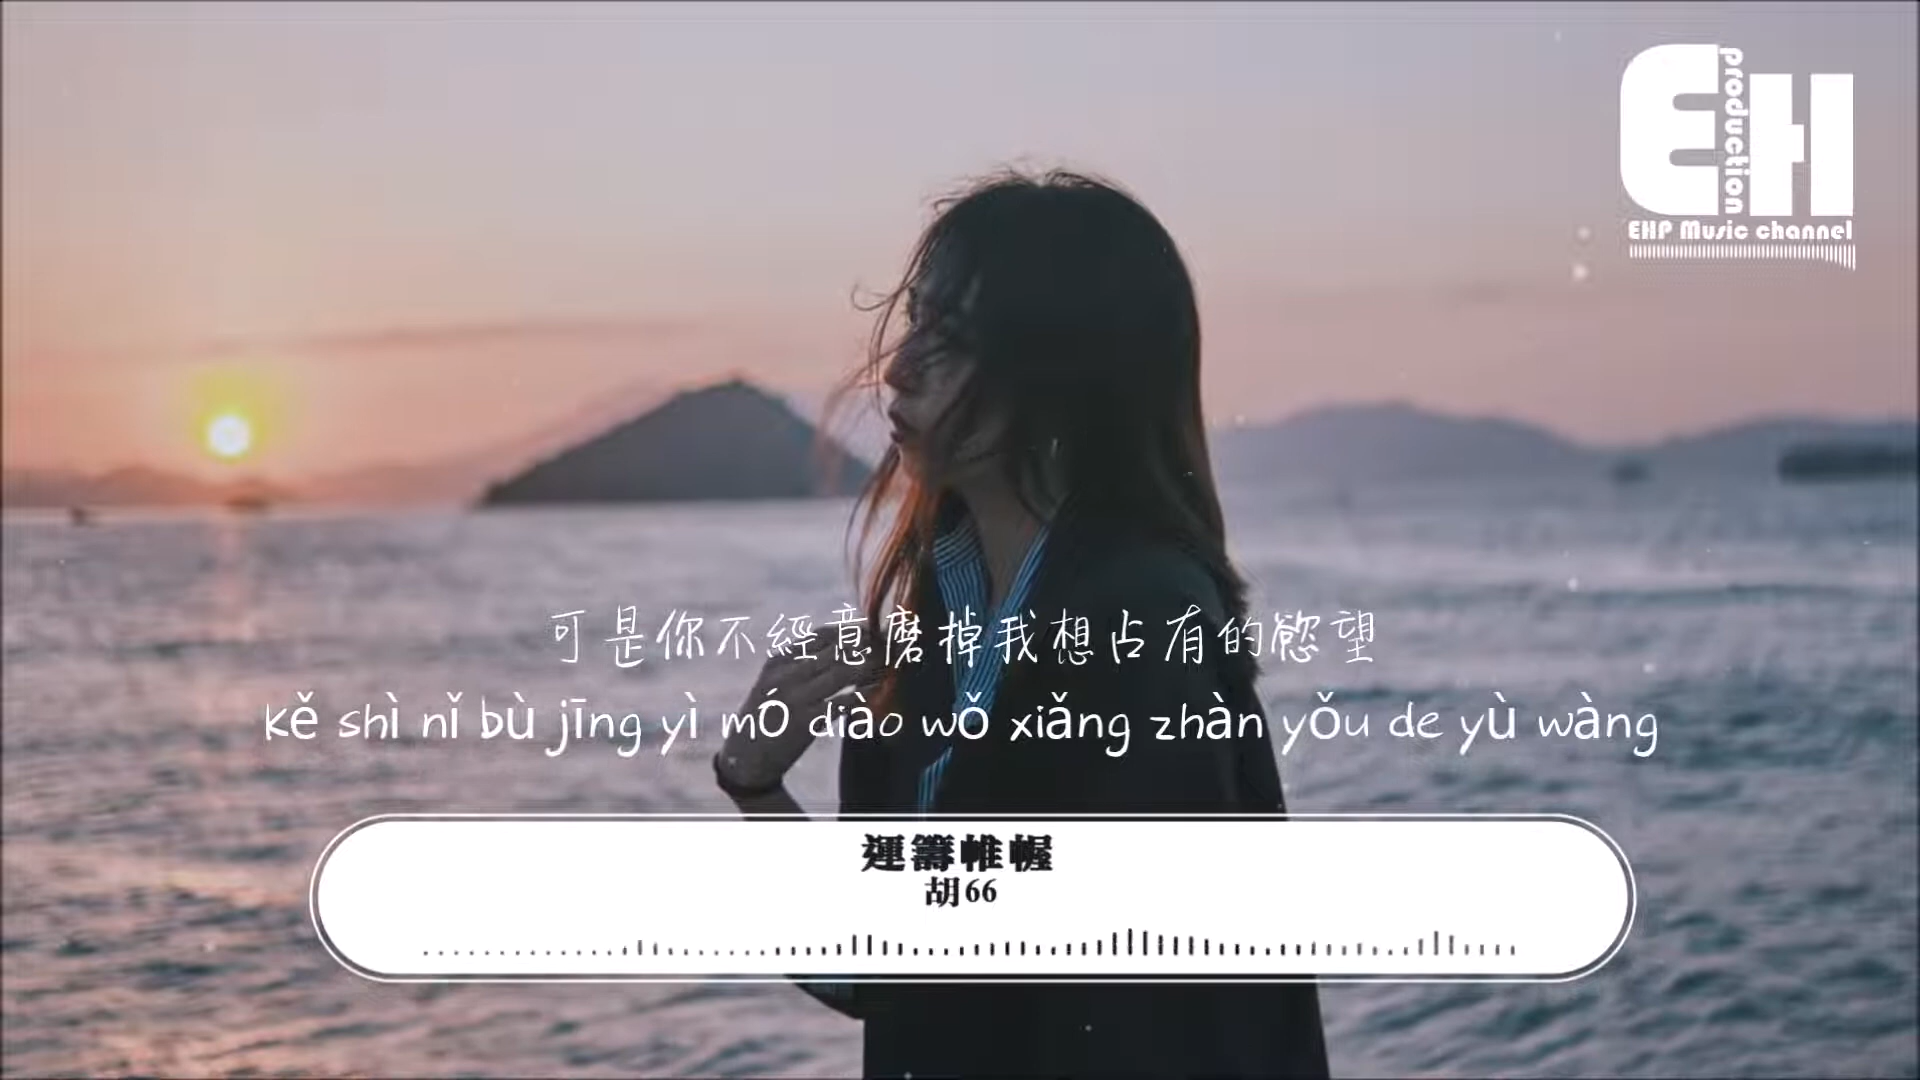 production
EH
EHP Music channel
可是你不經意磨掉我想占有的慾望
kě shì nǐ bù jīng yì mó diào wǒ xiǎng zhàn yǒu de yù wàng
運籌帷幄
胡66